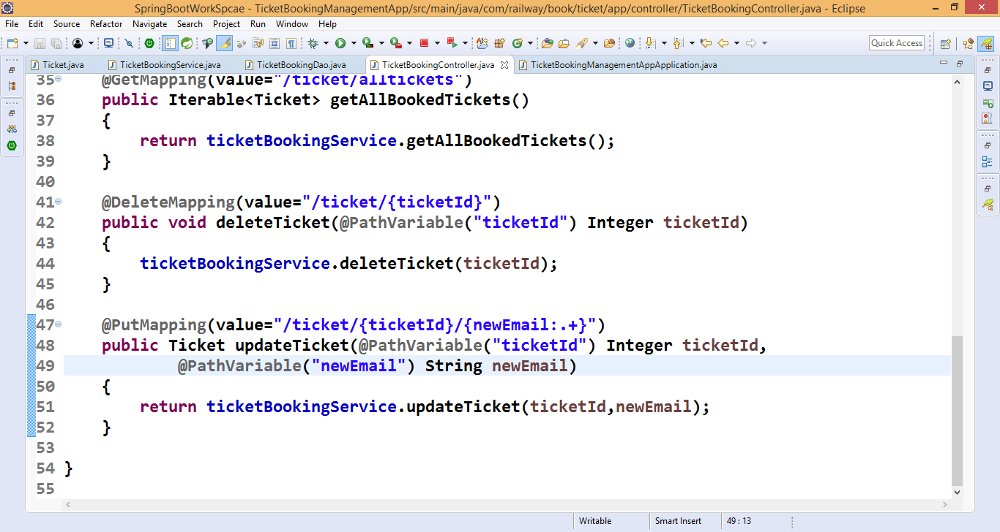 SpringBootWorkSpcae - TicketBookingManagementApp/src/main/java/com/railway/book/ticket/app/controller/TicketBookingController.java - Eclipse
File Edit Source Refactor Navigate Search Project Run Window Help
Quick Access
Ticket.java TicketBookingService.java TicketBookingDao.java TicketBookingController.java TicketBookingManagementAppApplication.java
35 @GetMapping(value="/ticket/alltickets")
36 public Iterable<Ticket> getAllBookedTickets()
37 {
38 return ticketBookingService.getAllBookedTickets();
39 }
40
41 @DeleteMapping(value="/ticket/{ticketId}")
42 public void deleteTicket(@PathVariable("ticketId") Integer ticketId)
43 {
44 ticketBookingService.deleteTicket(ticketId);
45 }
46
47 @PutMapping(value="/ticket/{ticketId}/{newEmail:.+}")
48 public Ticket updateTicket(@PathVariable("ticketId") Integer ticketId,
49 @PathVariable("newEmail") String newEmail)
50 {
51 return ticketBookingService.updateTicket(ticketId,newEmail);
52 }
53
54 }
55
Writable Smart Insert 49 : 13